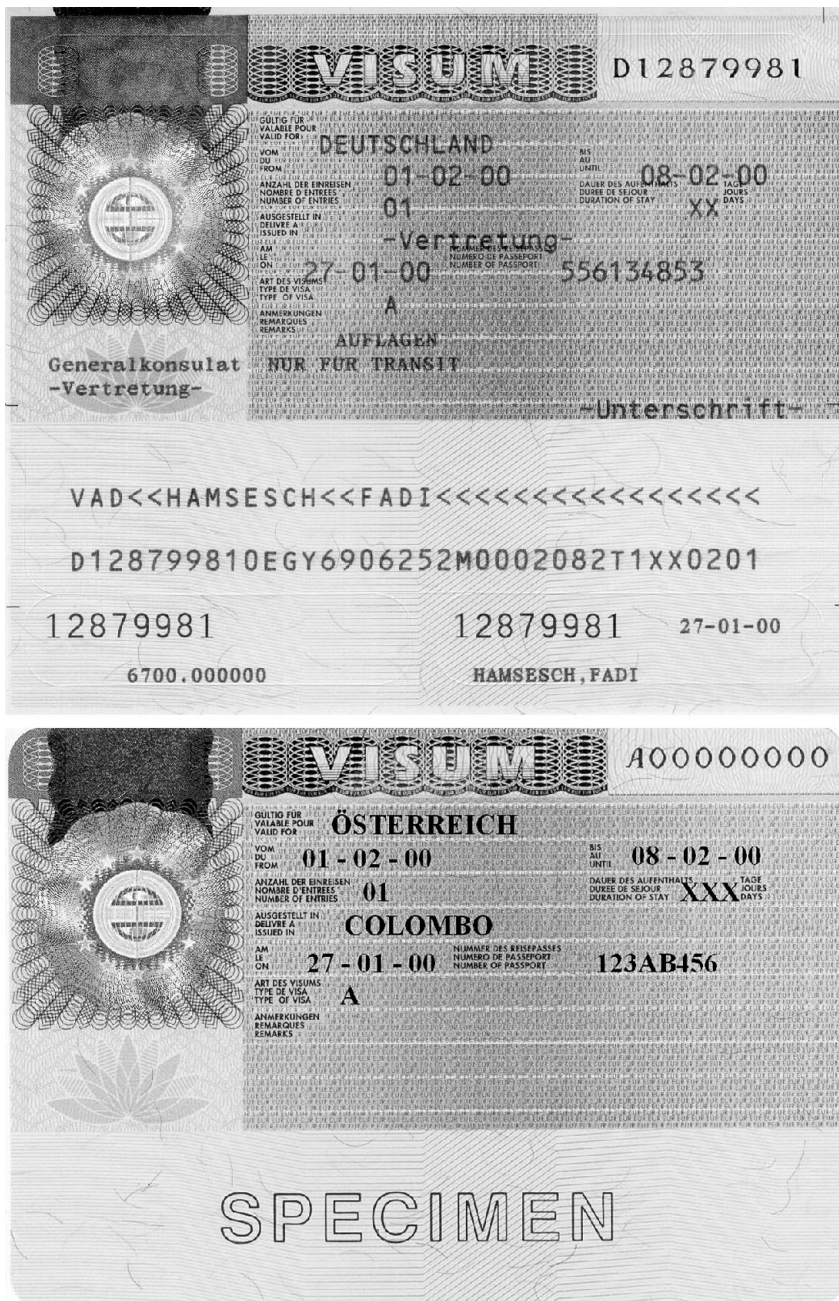 VISUM D12879981
GÜLTIG FÜR
VALABLE POUR
VALID FOR
DEUTSCHLAND
VOM
DU
FROM
01-02-00
BIS
AU
UNTIL
08-02-00
ANZAHL DER EINREISEN
NOMBRE D'ENTREES
NUMBER OF ENTRIES
01
DAUER DES AUFENTHALTS
DUREE DE SEJOUR
DURATION OF STAY
XX
TAGE
JOURS
DAYS
AUSGESTELLT IN
DELIVRE A
ISSUED IN
-Vertretung-
AM
LE
ON
27-01-00
NUMMER DES REISEPASSES
NUMERO DE PASSEPORT
NUMBER OF PASSPORT
556134853
ART DES VISUMS
TYPE DE VISA
TYPE OF VISA
A
ANMERKUNGEN
REMARQUES
REMARKS
AUFLAGEN
Generalkonsulat NUR FÜR TRANSIT
-Vertretung-
-Unterschrift-
VAD<<HAMSESCH<<FADI<<<<<<<<<<<<<<<<<
D128799810EGY6906252M0002082T1XX0201
12879981 12879981 27-01-00
6700.000000 HAMSESCH,FADI
VISUM A00000000
GÜLTIG FÜR
VALABLE POUR
VALID FOR
ÖSTERREICH
VOM
DU
FROM
01 - 02 - 00
BIS
AU
UNTIL
08 - 02 - 00
ANZAHL DER EINREISEN
NOMBRE D'ENTREES
NUMBER OF ENTRIES
01
DAUER DES AUFENTHALTS
DUREE DE SEJOUR
DURATION OF STAY
XXX
TAGE
JOURS
DAYS
AUSGESTELLT IN
DELIVRE A
ISSUED IN
COLOMBO
AM
LE
ON
27 - 01 - 00
NUMMER DES REISEPASSES
NUMERO DE PASSEPORT
NUMBER OF PASSPORT
123AB456
ART DES VISUMS
TYPE DE VISA
TYPE OF VISA
A
ANMERKUNGEN
REMARQUES
REMARKS
SPECIMEN